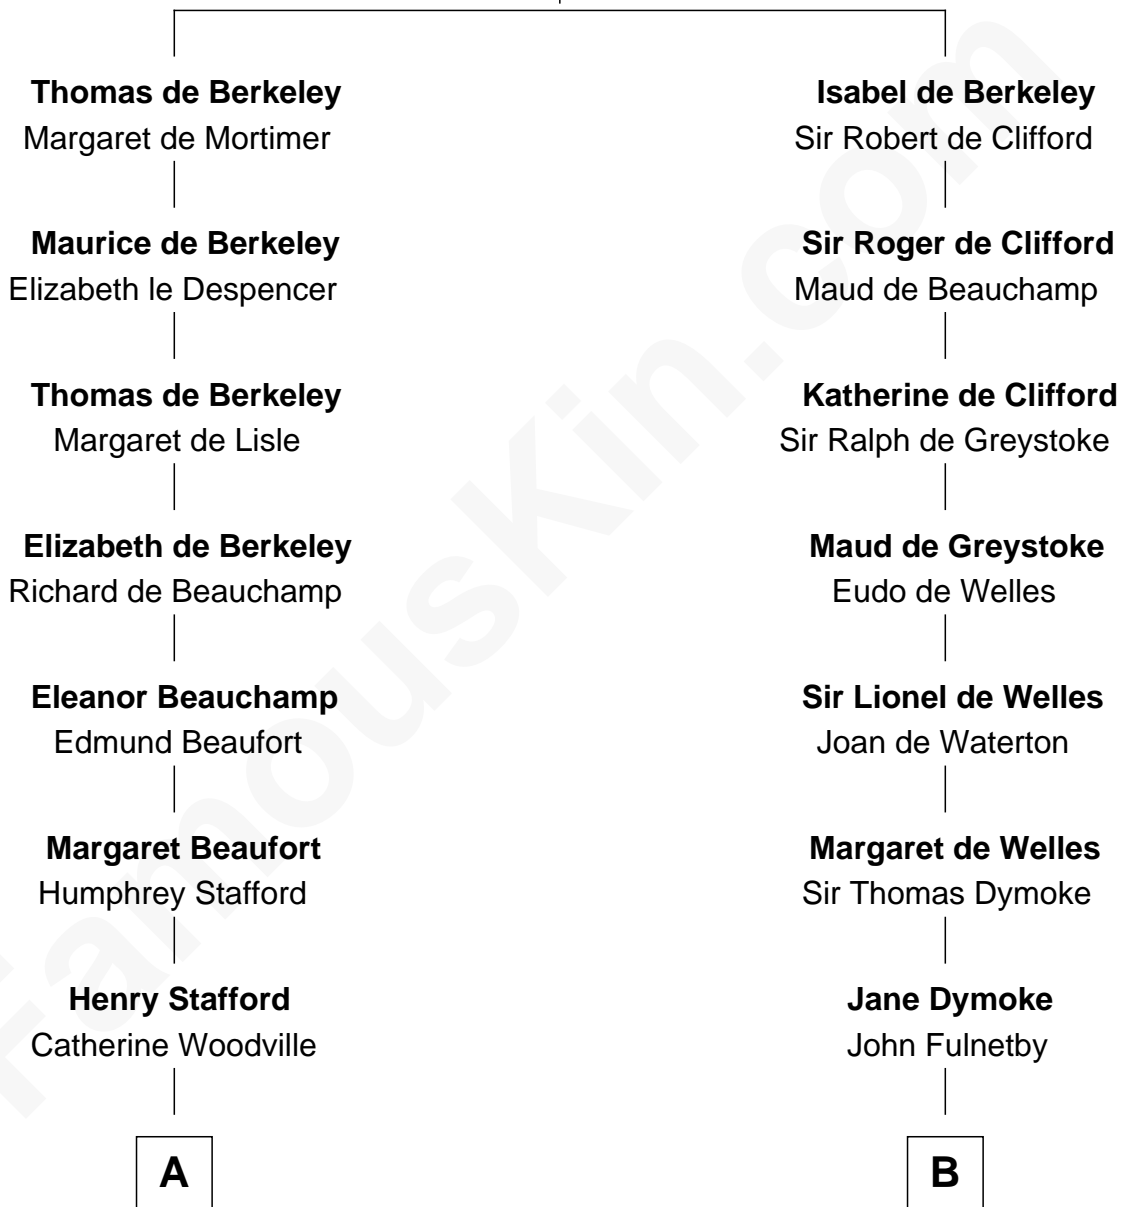 Thomas de Berkeley
Margaret de Mortimer
Maurice de Berkeley
Elizabeth le Despencer
Thomas de Berkeley
Margaret de Lisle
Elizabeth de Berkeley
Richard de Beauchamp
Eleanor Beauchamp
Edmund Beaufort
Margaret Beaufort
Humphrey Stafford
Henry Stafford
Catherine Woodville
A
Isabel de Berkeley
Sir Robert de Clifford
Sir Roger de Clifford
Maud de Beauchamp
Katherine de Clifford
Sir Ralph de Greystoke
Maud de Greystoke
Eudo de Welles
Sir Lionel de Welles
Joan de Waterton
Margaret de Welles
Sir Thomas Dymoke
Jane Dymoke
John Fulnetby
B
FamousKin.com